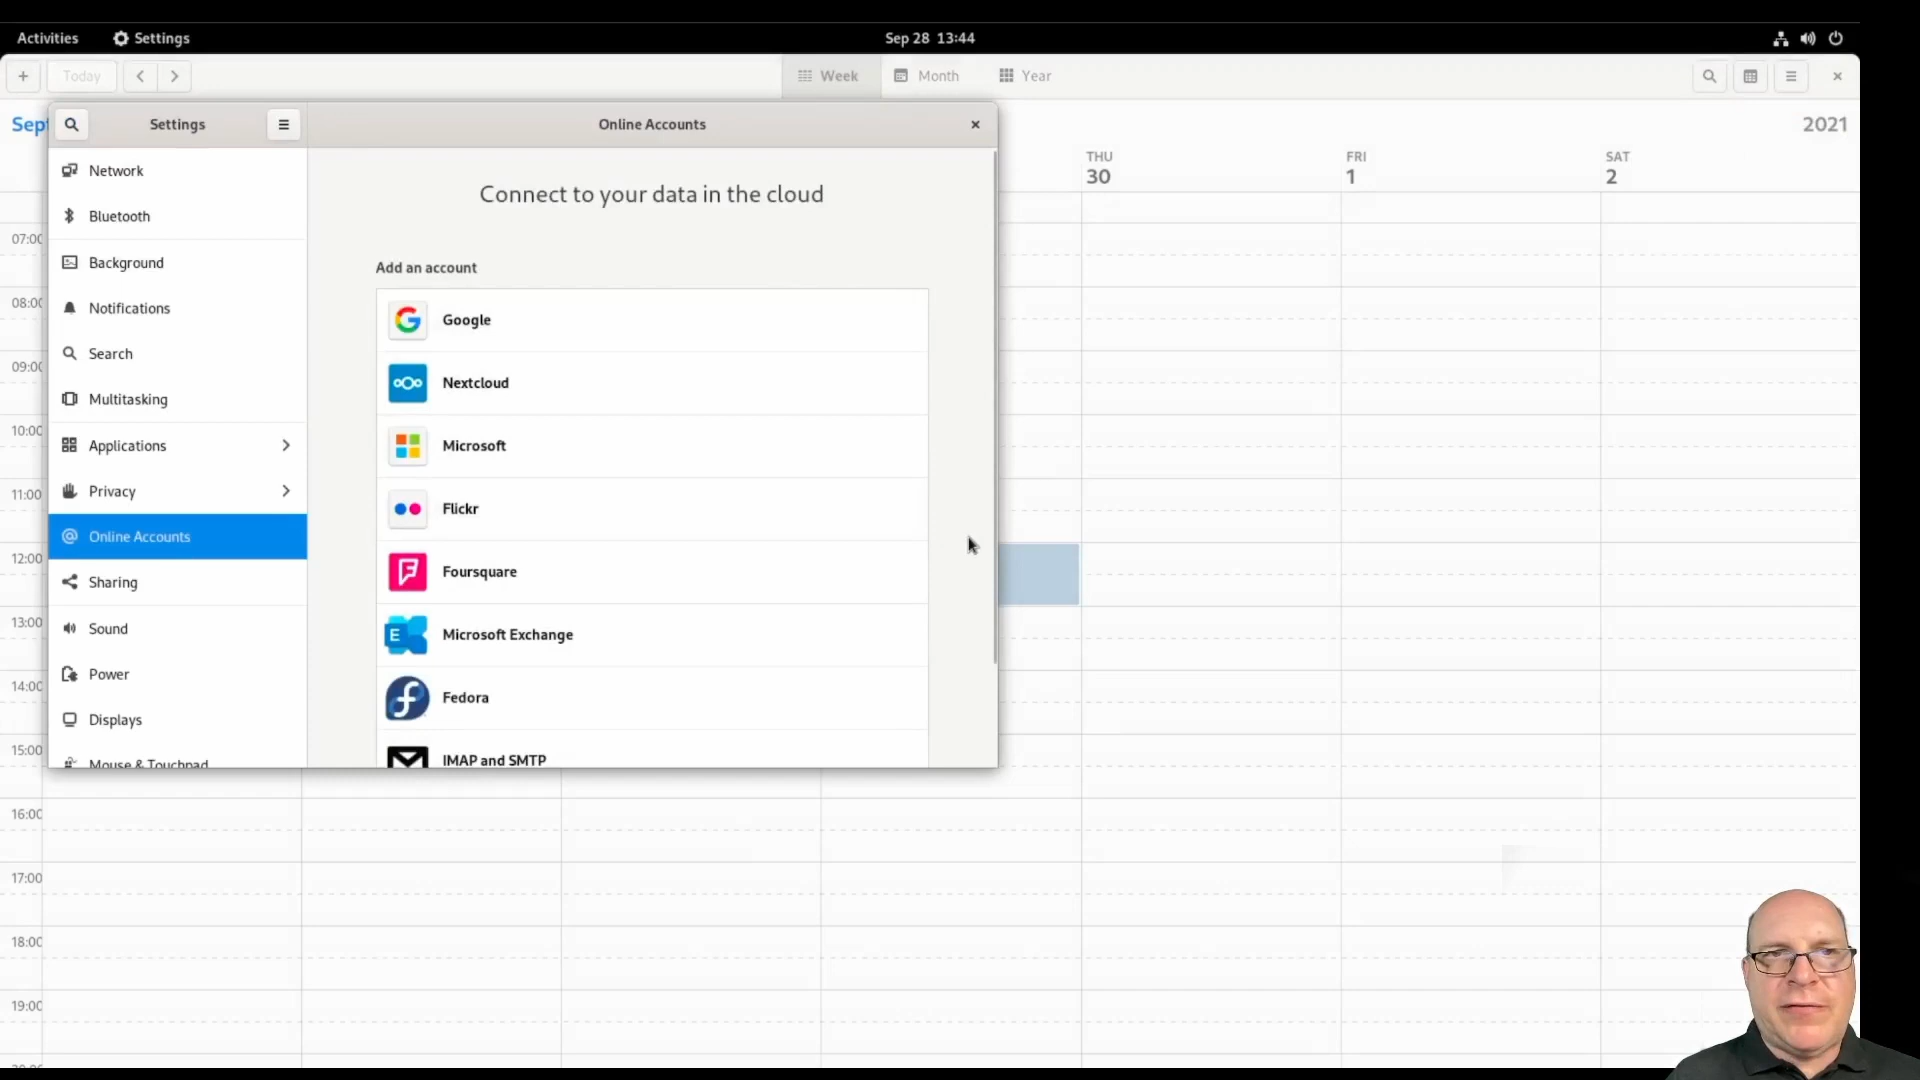 Activities
Settings
Sep 28 13:44
Today
Week
Month
Year
Sept
2021
Settings
Online Accounts
THU
30
FRI
1
SAT
2
Network
Bluetooth
Background
Notifications
Search
Multitasking
Applications
Privacy
Online Accounts
Sharing
Sound
Power
Displays
Mouse & Touchpad
Connect to your data in the cloud
Add an account
Google
Nextcloud
Microsoft
Flickr
Foursquare
E
Microsoft Exchange
Fedora
IMAP and SMTP
07:00
08:00
09:00
10:00
11:00
12:00
13:00
14:00
15:00
16:00
17:00
18:00
19:00